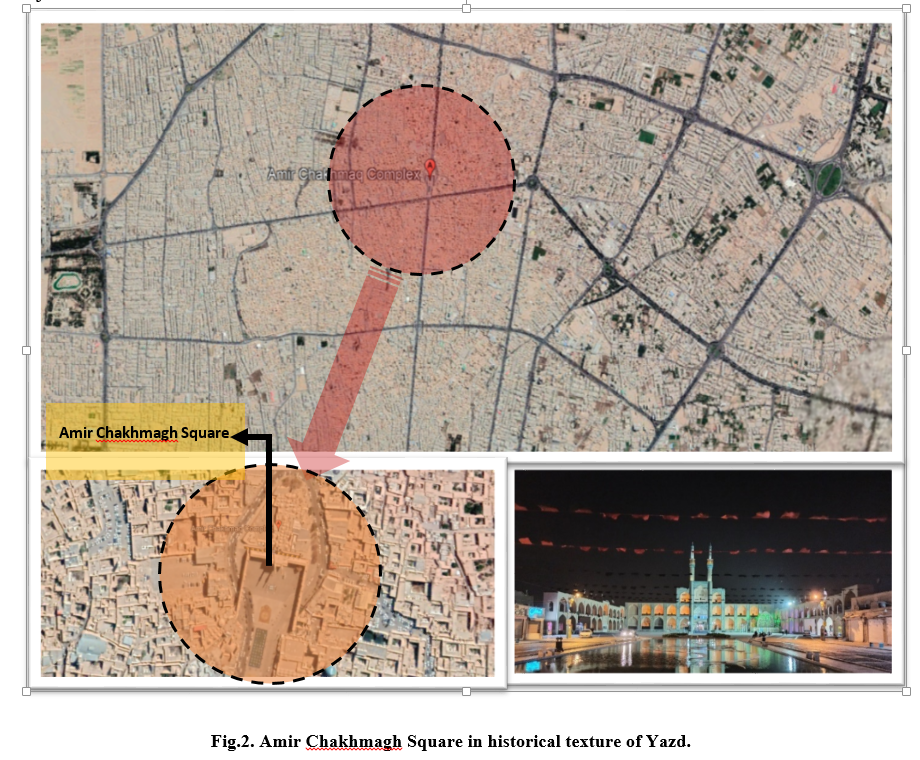 Amir Chakhmaq Complex
Amir Chakhmagh Square
Fig.2. Amir Chakhmagh Square in historical texture of Yazd.